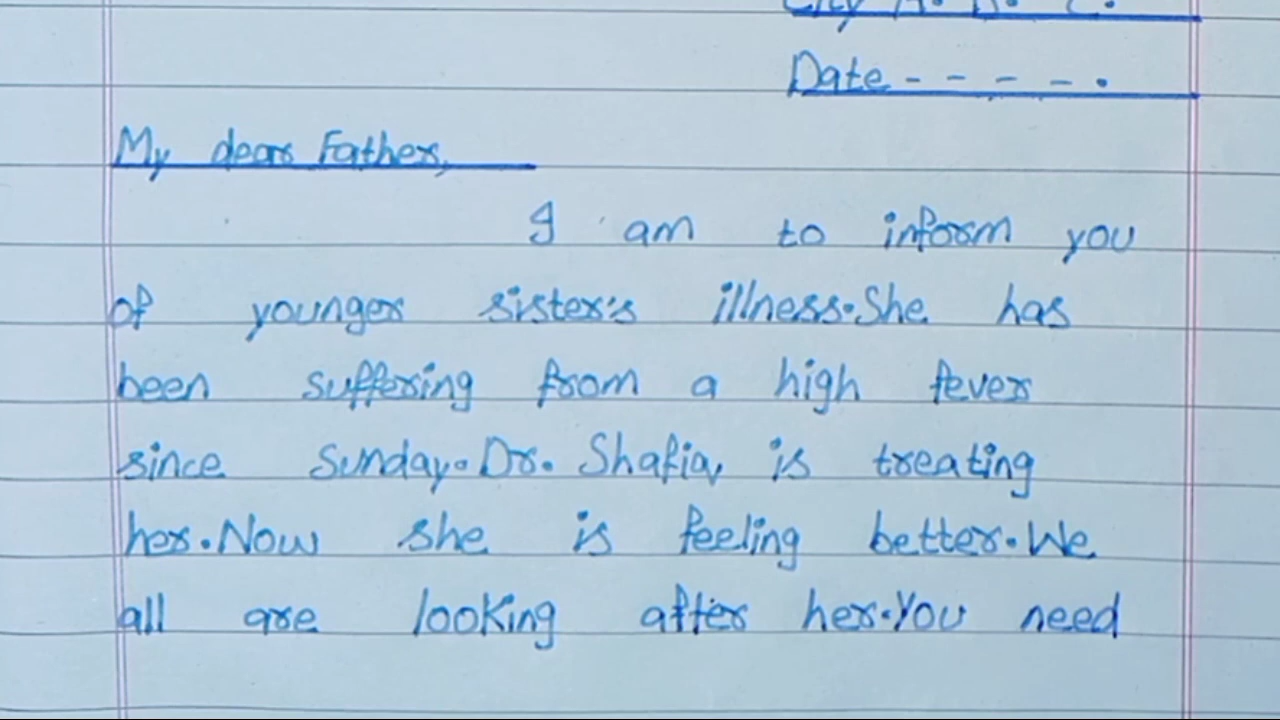 City A. B. C.
Date - - - - - .
My dear Father,
I am to inform you
of younger sister's illness. She has
been suffering from a high fever
since Sunday. Dr. Shafia, is treating
her. Now she is feeling better. We
all are looking after her. You need